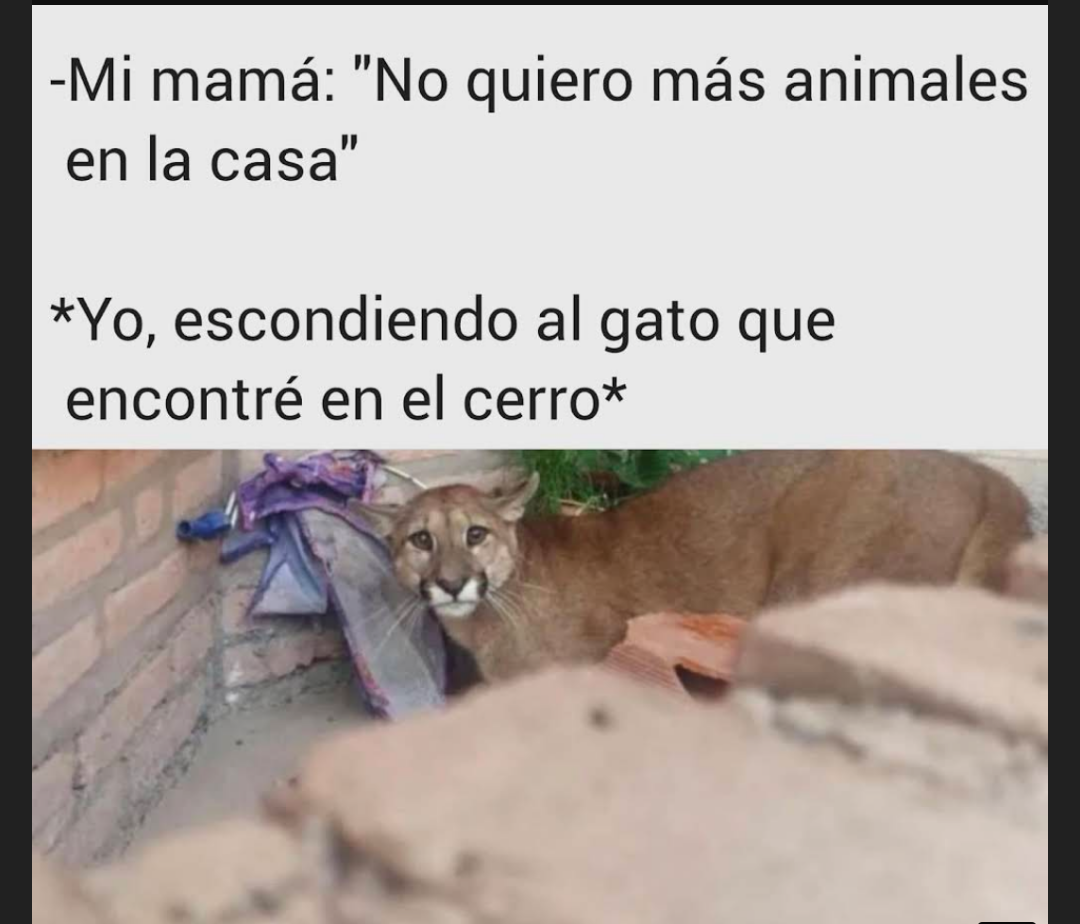 -Mi mamá: "No quiero más animales
en la casa"
*Yo, escondiendo al gato que
encontré en el cerro*